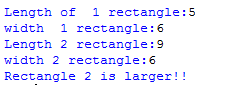 Length of  1 rectangle:5
width  1 rectangle:6
Length 2 rectangle:9
width 2 rectangle:6
Rectangle 2 is larger!!